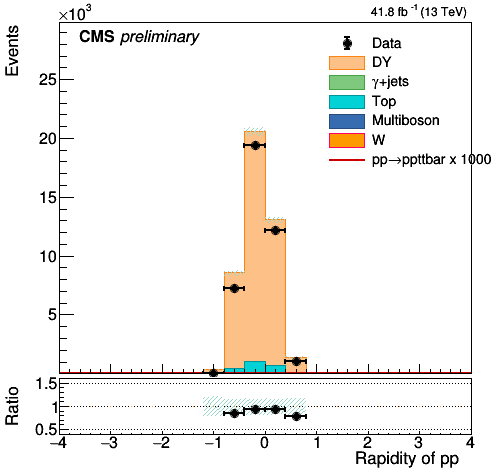 ×10³
41.8 fb⁻¹ (13 TeV)
CMS preliminary
Events
25
20
15
10
5
Data
DY
γ+jets
Top
Multiboson
W
pp→ppttbar x 1000
Ratio
1.5
1
0.5
−4 −3 −2 −1 0 1 2 3 4
Rapidity of pp